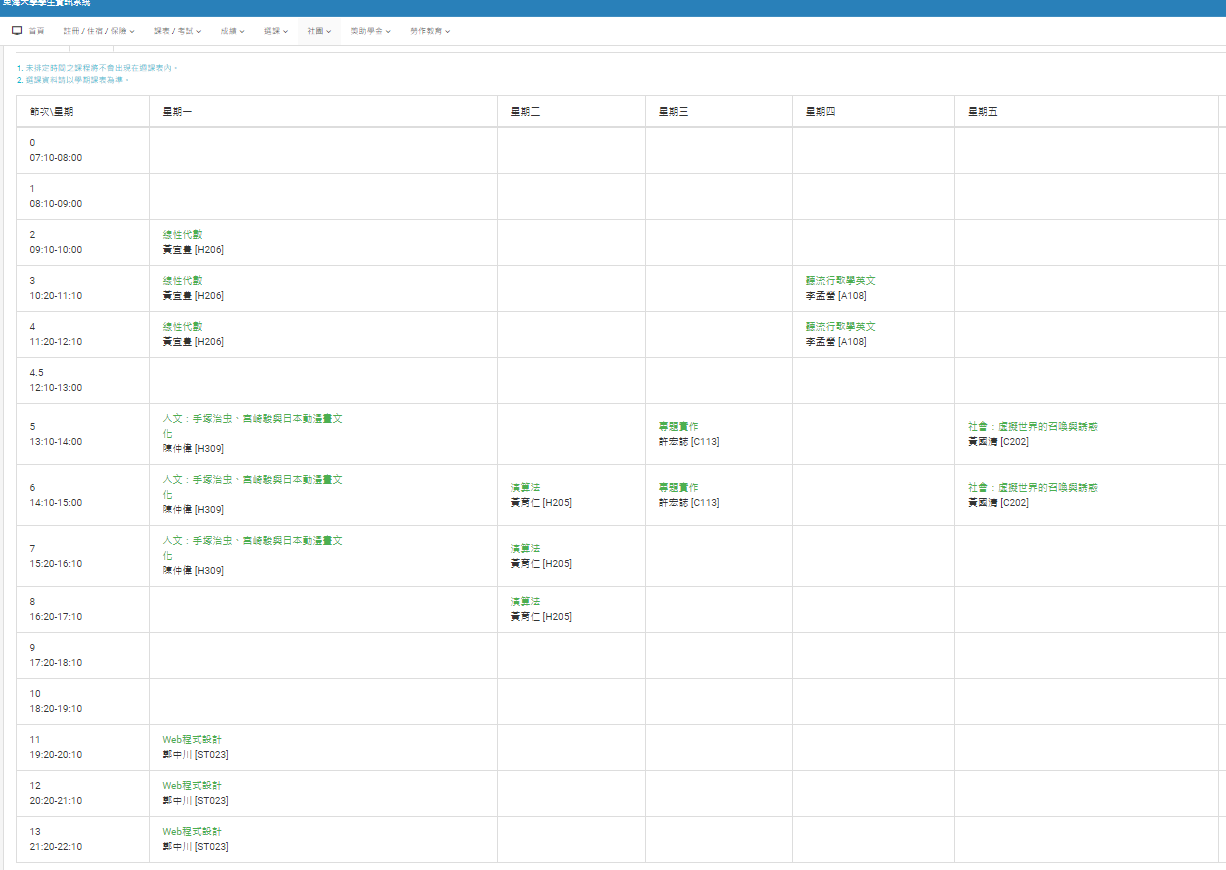 東海大學學生資訊系統
首頁 註冊 / 住宿 / 保險 課表 / 考試 成績 選課 社團 獎助學金 勞作教育
1. 未排定時間之課程將不會出現在週課表內。
2. 選課資料請以學期課表為準。
節次\星期 星期一 星期二 星期三 星期四 星期五
0
07:10-08:00
1
08:10-09:00
2 線性代數
09:10-10:00 黃宜豊 [H206]
3 線性代數 聽流行歌學英文
10:20-11:10 黃宜豊 [H206] 李孟營 [A108]
4 線性代數 聽流行歌學英文
11:20-12:10 黃宜豊 [H206] 李孟營 [A108]
4.5
12:10-13:00
人文：手塚治虫、宮崎駿與日本動漫畫文
5 化 專題實作 社會：虛擬世界的召喚與誘惑
13:10-14:00 陳仲偉 [H309] 許宏誌 [C113] 黃國清 [C202]
人文：手塚治虫、宮崎駿與日本動漫畫文
6 化 演算法 專題實作 社會：虛擬世界的召喚與誘惑
14:10-15:00 陳仲偉 [H309] 黃育仁 [H205] 許宏誌 [C113] 黃國清 [C202]
人文：手塚治虫、宮崎駿與日本動漫畫文
7 化 演算法
15:20-16:10 陳仲偉 [H309] 黃育仁 [H205]
8 演算法
16:20-17:10 黃育仁 [H205]
9
17:20-18:10
10
18:20-19:10
11 Web程式設計
19:20-20:10 鄭中川 [ST023]
12 Web程式設計
20:20-21:10 鄭中川 [ST023]
13 Web程式設計
21:20-22:10 鄭中川 [ST023]